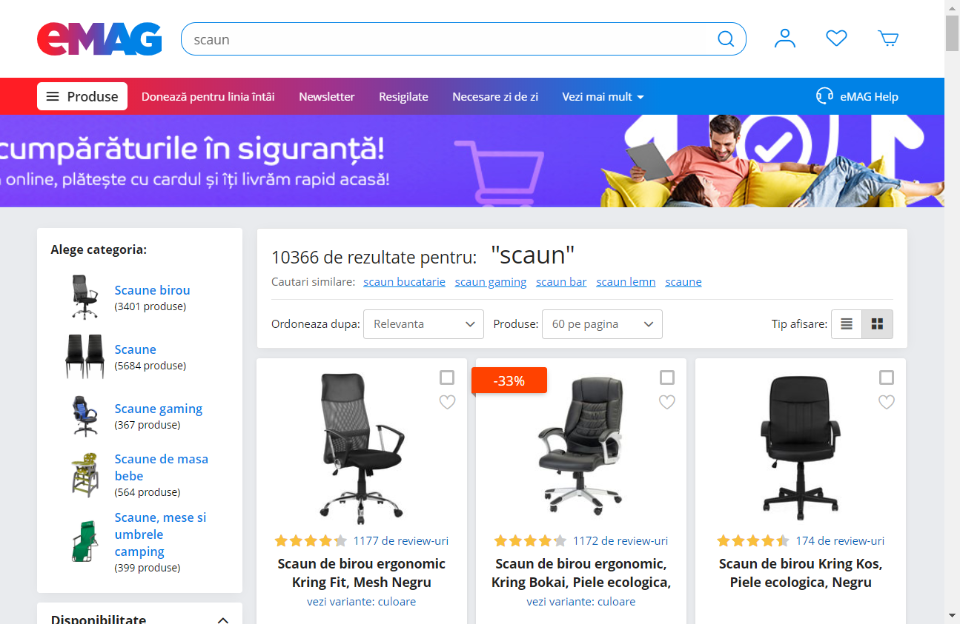 eMAG
scaun
Produse
Donează pentru linia întâi
Newsletter
Resigilate
Necesare zi de zi
Vezi mai mult
eMAG Help
cumpărăturile în siguranță!
online, plătește cu cardul și îți livrăm rapid acasă!
Alege categoria:
Scaune birou
(3401 produse)
Scaune
(5684 produse)
Scaune gaming
(367 produse)
Scaune de masa
bebe
(564 produse)
Scaune, mese si
umbrele
camping
(399 produse)
Disponibilitate
10366 de rezultate pentru: "scaun"
Cautari similare: scaun bucatarie scaun gaming scaun bar scaun lemn scaune
Ordoneaza dupa: Relevanta Produse: 60 pe pagina Tip afisare:
1177 de review-uri
Scaun de birou ergonomic
Kring Fit, Mesh Negru
vezi variante: culoare
-33%
1172 de review-uri
Scaun de birou ergonomic,
Kring Bokai, Piele ecologica,
vezi variante: culoare
174 de review-uri
Scaun de birou Kring Kos,
Piele ecologica, Negru